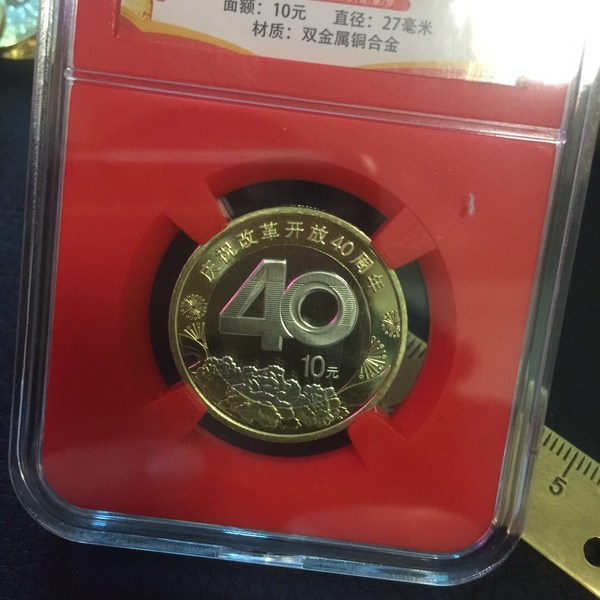 面额：10元 直径：27毫米
材质：双金属铜合金
庆祝改革开放40周年
40
10元
5